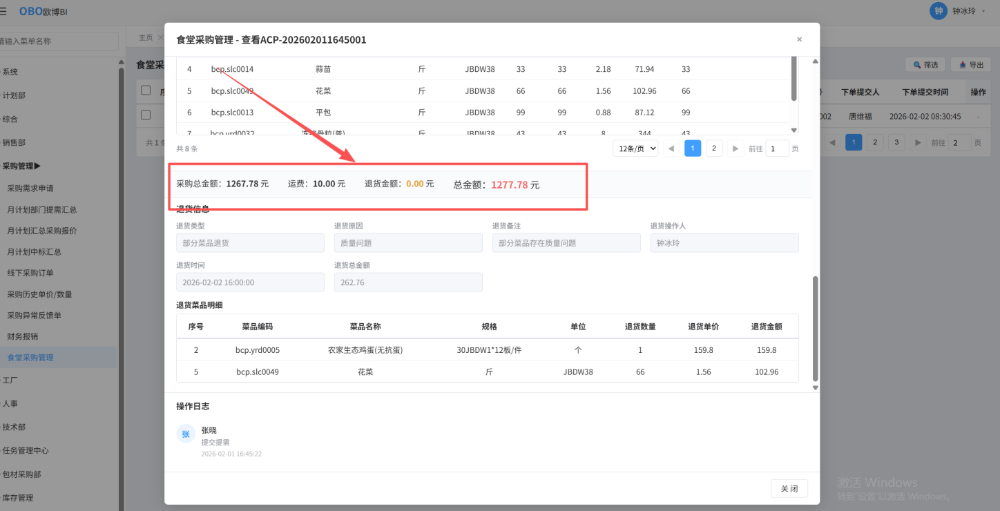 OBO欧博BI
钟 钟冰玲
请输入菜单名称
主页
系统
计划部
综合
销售部
采购管理▶
采购需求申请
月计划部门提需汇总
月计划汇总采购报价
月计划中标汇总
线下采购订单
采购历史单价/数量
采购异常反馈单
财务报销
食堂采购管理
工厂
人事
技术部
任务管理中心
包材采购部
库存管理
食堂采
共 1 条
筛选 导出
下单提交人 下单提交时间 操作
002 唐维福 2026-02-02 08:30:45 -
1 2 3 前往 2 页
食堂采购管理 - 查看ACP-202602011645001 ×
4 bcp.slc0014 蒜苗 斤 JBDW38 33 33 2.18 71.94 33
5 bcp.slc0049 花菜 斤 JBDW38 66 66 1.56 102.96 66
6 bcp.slc0013 平包 斤 JBDW38 99 99 0.88 87.12 99
7 bcp.yrd0032 斤 JBDW38 43 43 8 344 43
共 8 条
12条/页 1 2 前往 1 页
采购总金额：1267.78 元 运费：10.00 元 退货金额：0.00 元 总金额：1277.78 元
退货信息
退货类型 退货原因 退货备注 退货操作人
部分菜品退货 质量问题 部分菜品存在质量问题 钟冰玲
退货时间 退货总金额
2026-02-02 16:00:00 262.76
退货菜品明细
序号 菜品编码 菜品名称 规格 单位 退货数量 退货单价 退货金额
2 bcp.yrd0005 农家生态鸡蛋(无抗蛋) 30JBDW1*12板/件 个 1 159.8 159.8
5 bcp.slc0049 花菜 斤 JBDW38 66 1.56 102.96
操作日志
张 张晓
提交提需
2026-02-01 16:45:22
关 闭
激活 Windows
转到"设置"以激活 Windows。